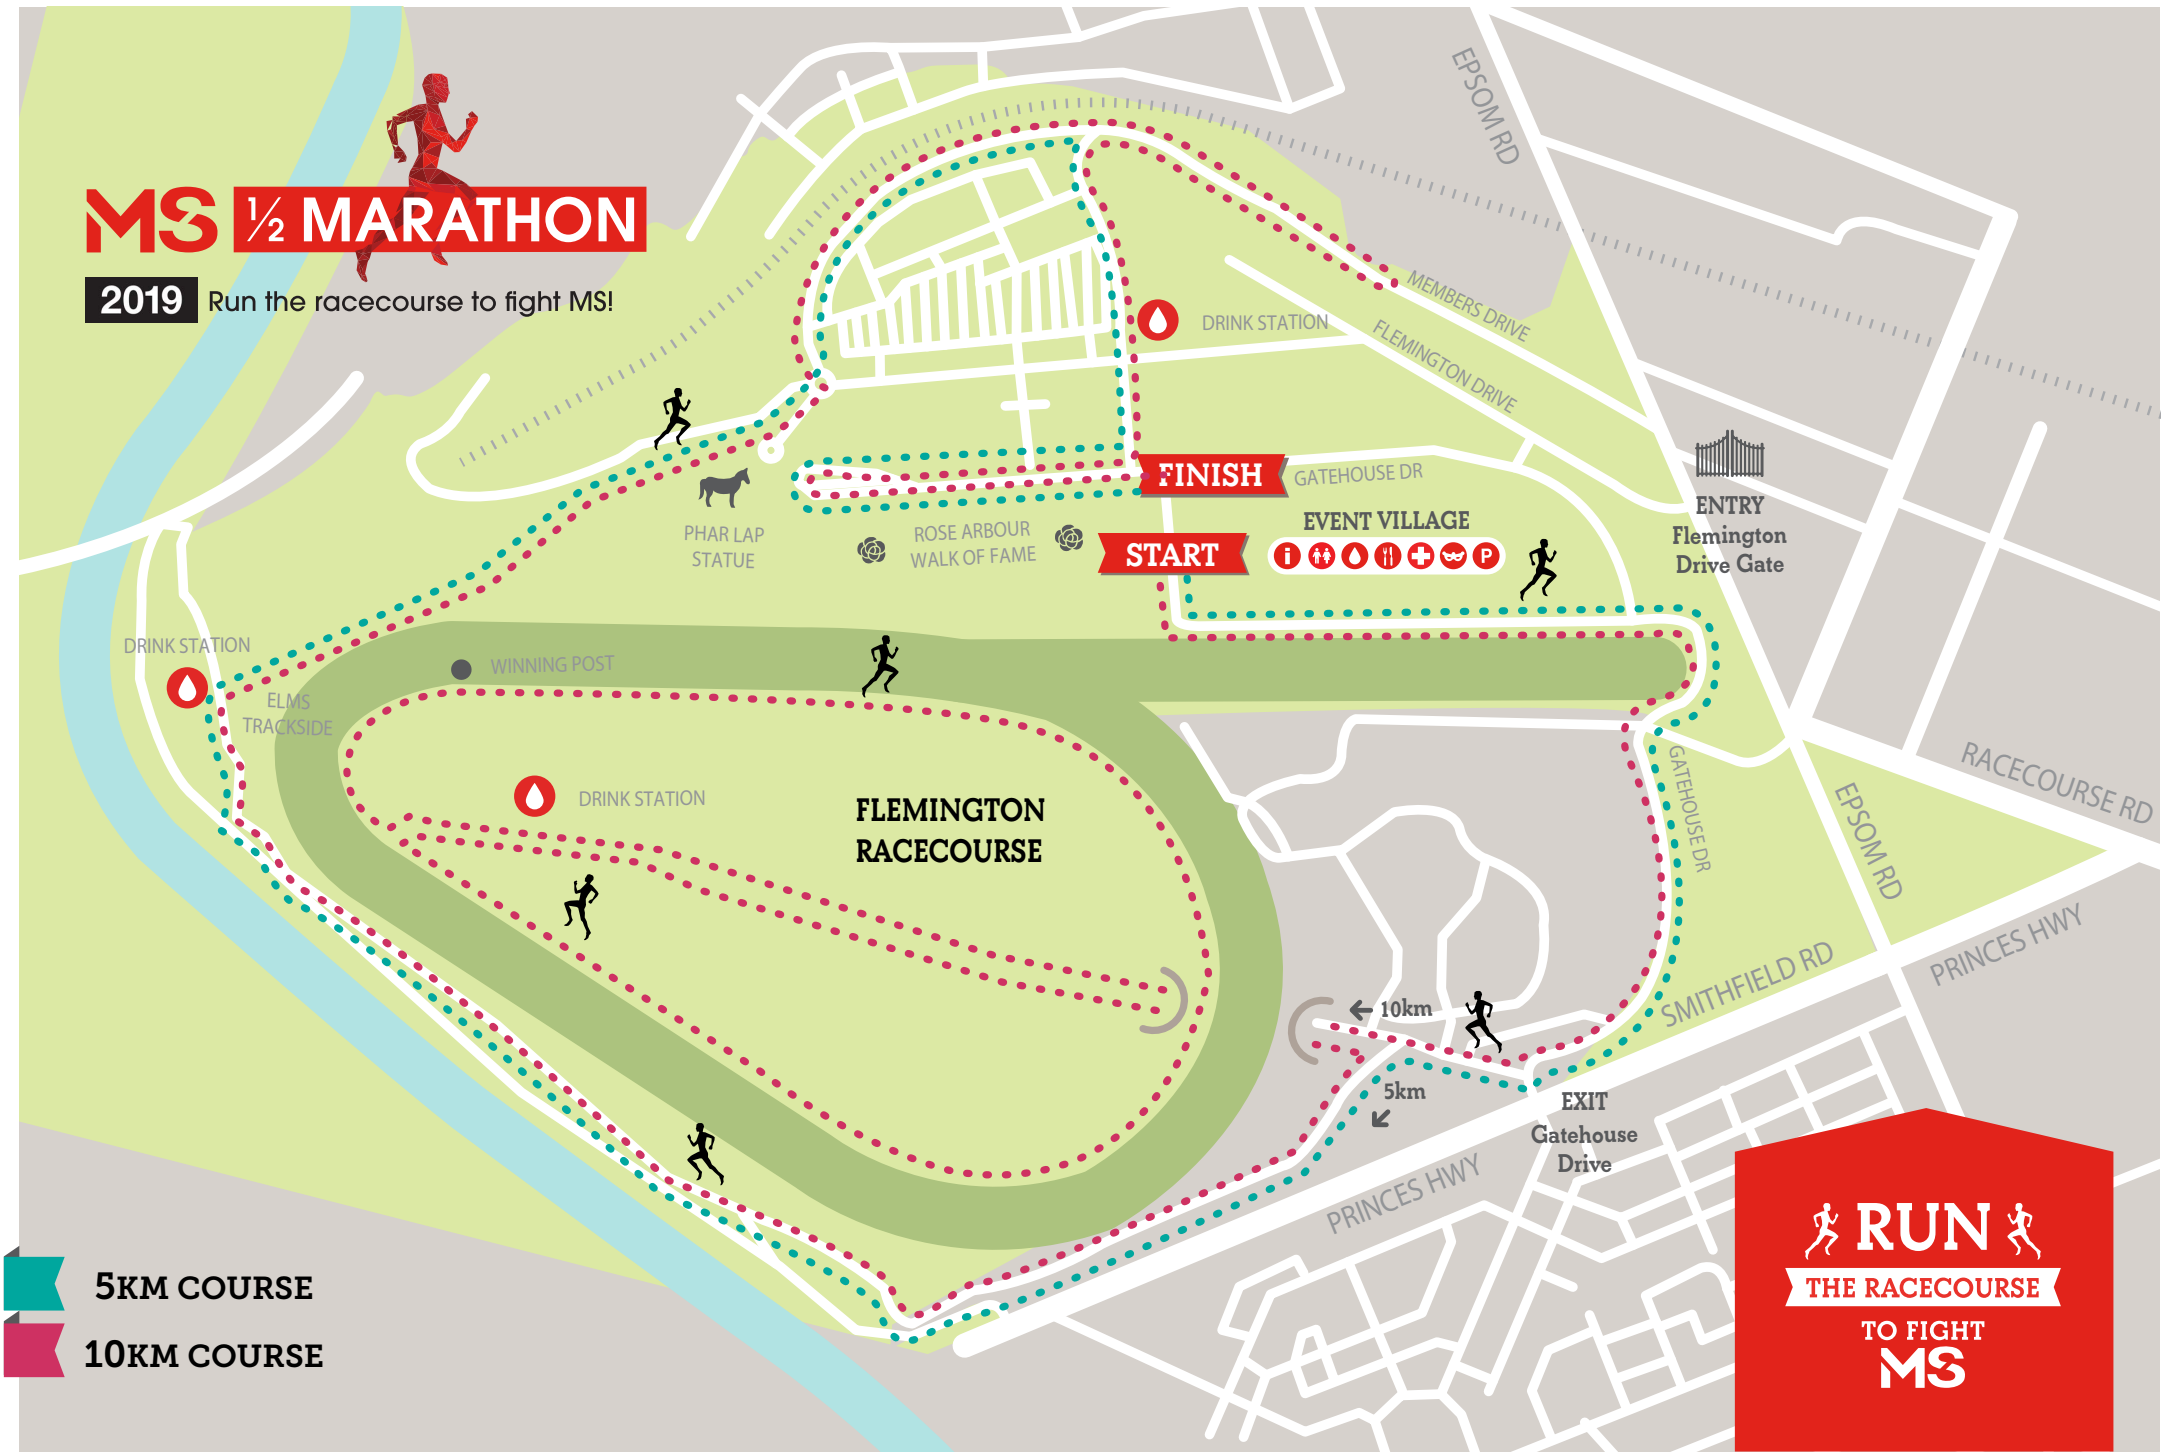 MS ½ MARATHON
2019 Run the racecourse to fight MS!
EPSOM RD
MEMBERS DRIVE
DRINK STATION
FLEMINGTON DRIVE
FINISH
GATEHOUSE DR
ENTRY
Flemington
Drive Gate
PHAR LAP
STATUE
ROSE ARBOUR
WALK OF FAME
EVENT VILLAGE
START
i
P
DRINK STATION
WINNING POST
ELMS
TRACKSIDE
DRINK STATION
FLEMINGTON
RACECOURSE
GATEHOUSE DR
RACECOURSE RD
EPSOM RD
PRINCES HWY
SMITHFIELD RD
10km
5km
EXIT
Gatehouse
Drive
PRINCES HWY
5KM COURSE
10KM COURSE
RUN
THE RACECOURSE
TO FIGHT
MS